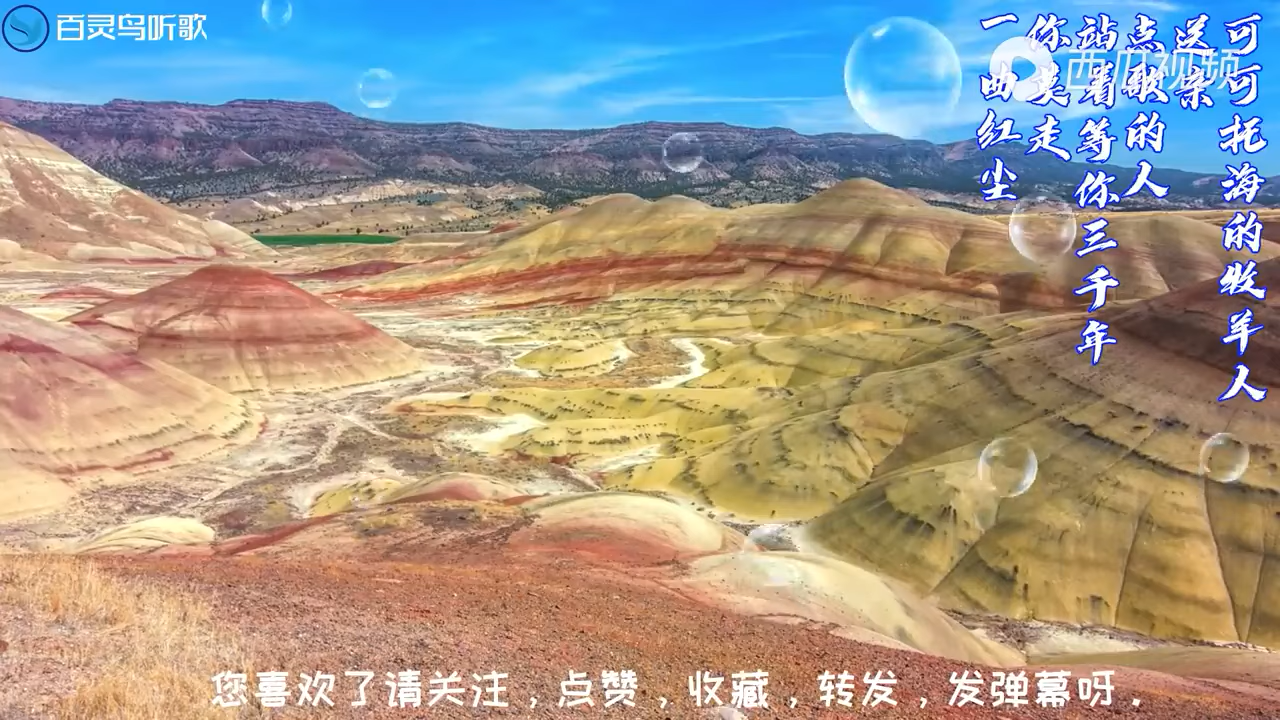 百灵鸟听歌
西瓜视频
可可托海的牧羊人
送亲
点歌的人
站着等你三千年
你莫走
一曲红尘
您喜欢了请关注，点赞，收藏，转发，发弹幕呀．